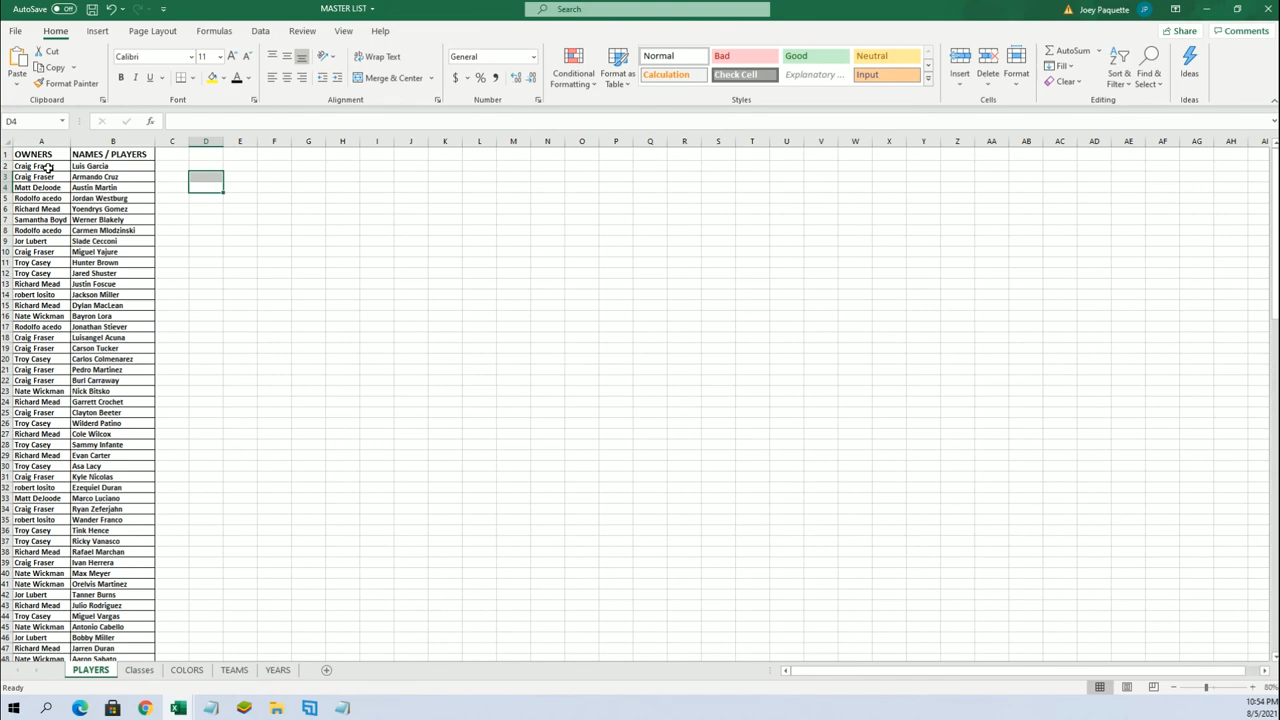 AutoSave Off MASTER LIST Search Joey Paquette JP
File Home Insert Page Layout Formulas Data Review View Help Share Comments
Paste Cut Copy Format Painter Clipboard
Calibri 11 B I U A Font
Wrap Text Merge & Center Alignment
General $ % Number
Conditional Formatting Format as Table Normal Bad Good Neutral Calculation Check Cell Explanatory ... Input Styles
Insert Delete Format Cells
AutoSum Fill Clear Sort & Filter Find & Select Editing
Ideas Ideas
D4 fx
A B C D E F G H I J K L M N O P Q R S T U V W X Y Z AA AB AC AD AE AF AG AH AI
1 OWNERS NAMES / PLAYERS
2 Craig Luis Garcia
3 Craig Fraser Armando Cruz
4 Matt DeJoode Austin Martin
5 Rodolfo acedo Jordan Westburg
6 Richard Mead Yoendrys Gomez
7 Samantha Boyd Werner Blakely
8 Rodolfo acedo Carmen Mlodzinski
9 Jor Lubert Slade Cecconi
10 Craig Fraser Miguel Yajure
11 Troy Casey Hunter Brown
12 Troy Casey Jared Shuster
13 Richard Mead Justin Foscue
14 robert losito Jackson Miller
15 Richard Mead Dylan MacLean
16 Nate Wickman Bayron Lora
17 Rodolfo acedo Jonathan Stiever
18 Craig Fraser Luisangel Acuna
19 Craig Fraser Carson Tucker
20 Troy Casey Carlos Colmenarez
21 Craig Fraser Pedro Martinez
22 Craig Fraser Burl Carraway
23 Nate Wickman Nick Bitsko
24 Richard Mead Garrett Crochet
25 Craig Fraser Clayton Beeter
26 Troy Casey Wilderd Patino
27 Richard Mead Cole Wilcox
28 Troy Casey Sammy Infante
29 Richard Mead Evan Carter
30 Troy Casey Asa Lacy
31 Craig Fraser Kyle Nicolas
32 robert losito Ezequiel Duran
33 Matt DeJoode Marco Luciano
34 Craig Fraser Ryan Zeferjahn
35 robert losito Wander Franco
36 Troy Casey Tink Hence
37 Troy Casey Ricky Vanasco
38 Richard Mead Rafael Marchan
39 Craig Fraser Ivan Herrera
40 Nate Wickman Max Meyer
41 Nate Wickman Orelvis Martinez
42 Jor Lubert Tanner Burns
43 Richard Mead Julio Rodriguez
44 Troy Casey Miguel Vargas
45 Nate Wickman Antonio Cabello
46 Jor Lubert Bobby Miller
47 Richard Mead Jarren Duran
48 Nate Wickman Aaron Sabato
PLAYERS Classes COLORS TEAMS YEARS
Ready 80%
10:54 PM
8/5/2021